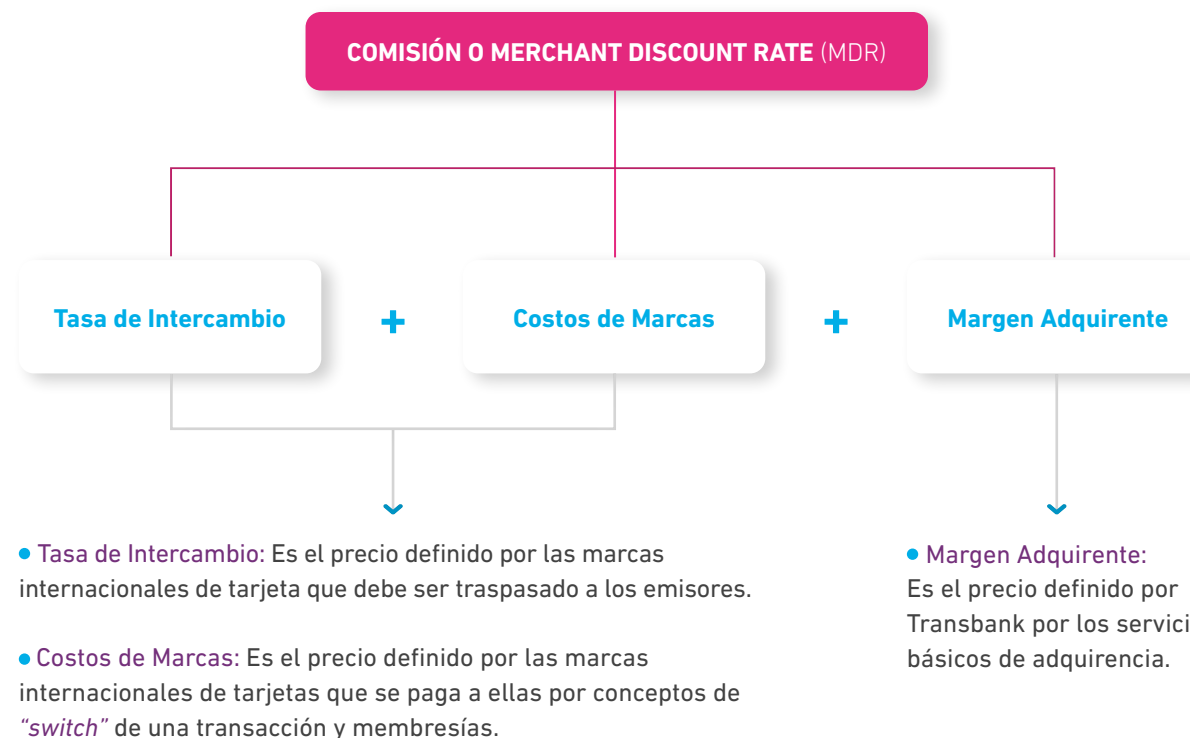 COMISIÓN O MERCHANT DISCOUNT RATE (MDR)
Tasa de Intercambio
+
Costos de Marcas
+
Margen Adquirente
• Tasa de Intercambio: Es el precio definido por las marcas
internacionales de tarjeta que debe ser traspasado a los emisores.
• Costos de Marcas: Es el precio definido por las marcas
internacionales de tarjetas que se paga a ellas por conceptos de
“switch” de una transacción y membresías.
• Margen Adquirente:
Es el precio definido por
Transbank por los servici
básicos de adquirencia.